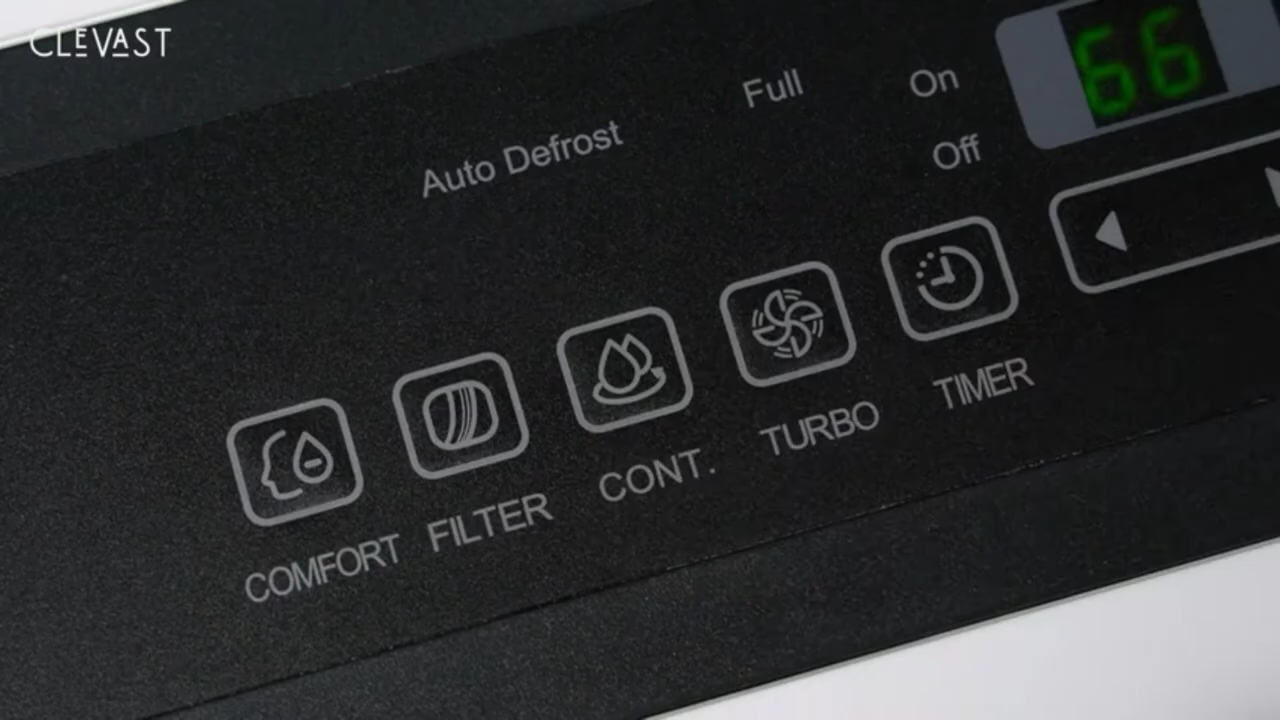 CLEVAST
Auto Defrost
Full
On
Off
66
COMFORT
FILTER
CONT.
TURBO
TIMER